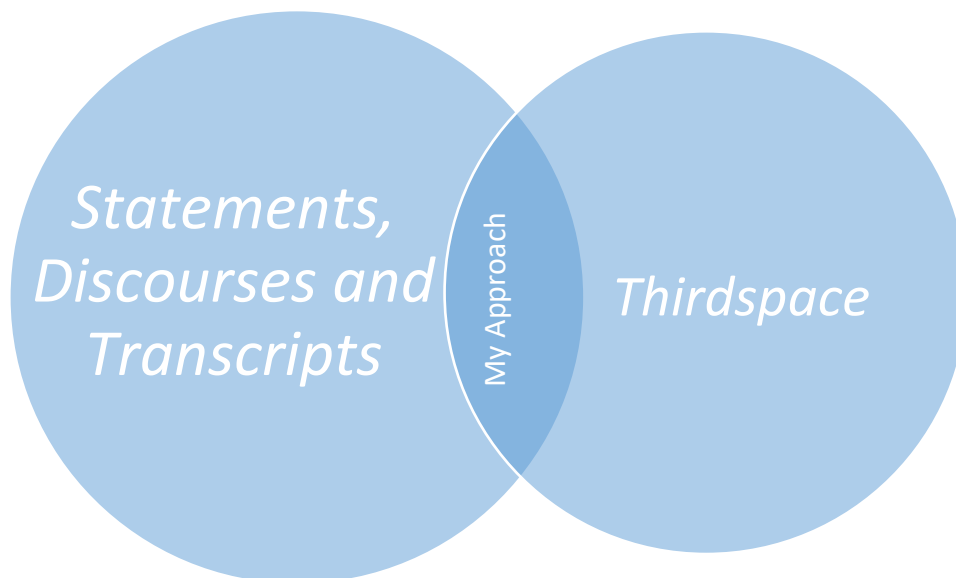 Statements,
Discourses and
Transcripts
My Approach
Thirdspace